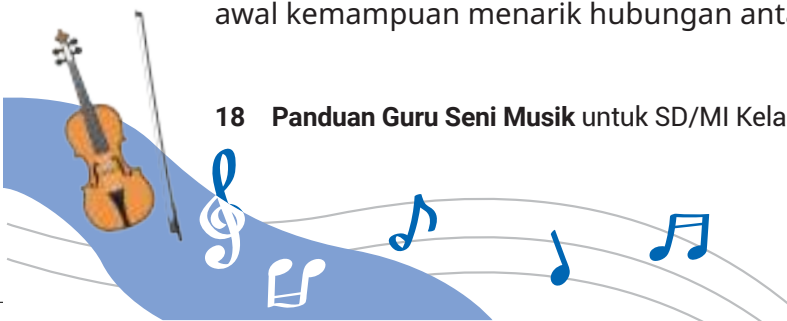 awal kemampuan menarik hubungan anta
18 Panduan Guru Seni Musik untuk SD/MI Kela